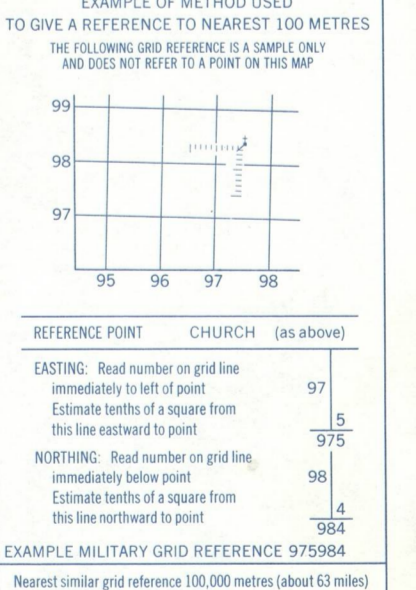 EXAMPLE OF METHOD USED
TO GIVE A REFERENCE TO NEAREST 100 METRES
THE FOLLOWING GRID REFERENCE IS A SAMPLE ONLY
AND DOES NOT REFER TO A POINT ON THIS MAP
99
98
97
95 96 97 98
REFERENCE POINT CHURCH (as above)
EASTING: Read number on grid line
immediately to left of point 97
Estimate tenths of a square from
this line eastward to point 5
975
NORTHING: Read number on grid line
immediately below point 98
Estimate tenths of a square from
this line northward to point 4
984
EXAMPLE MILITARY GRID REFERENCE 975984
Nearest similar grid reference 100,000 metres (about 63 miles)